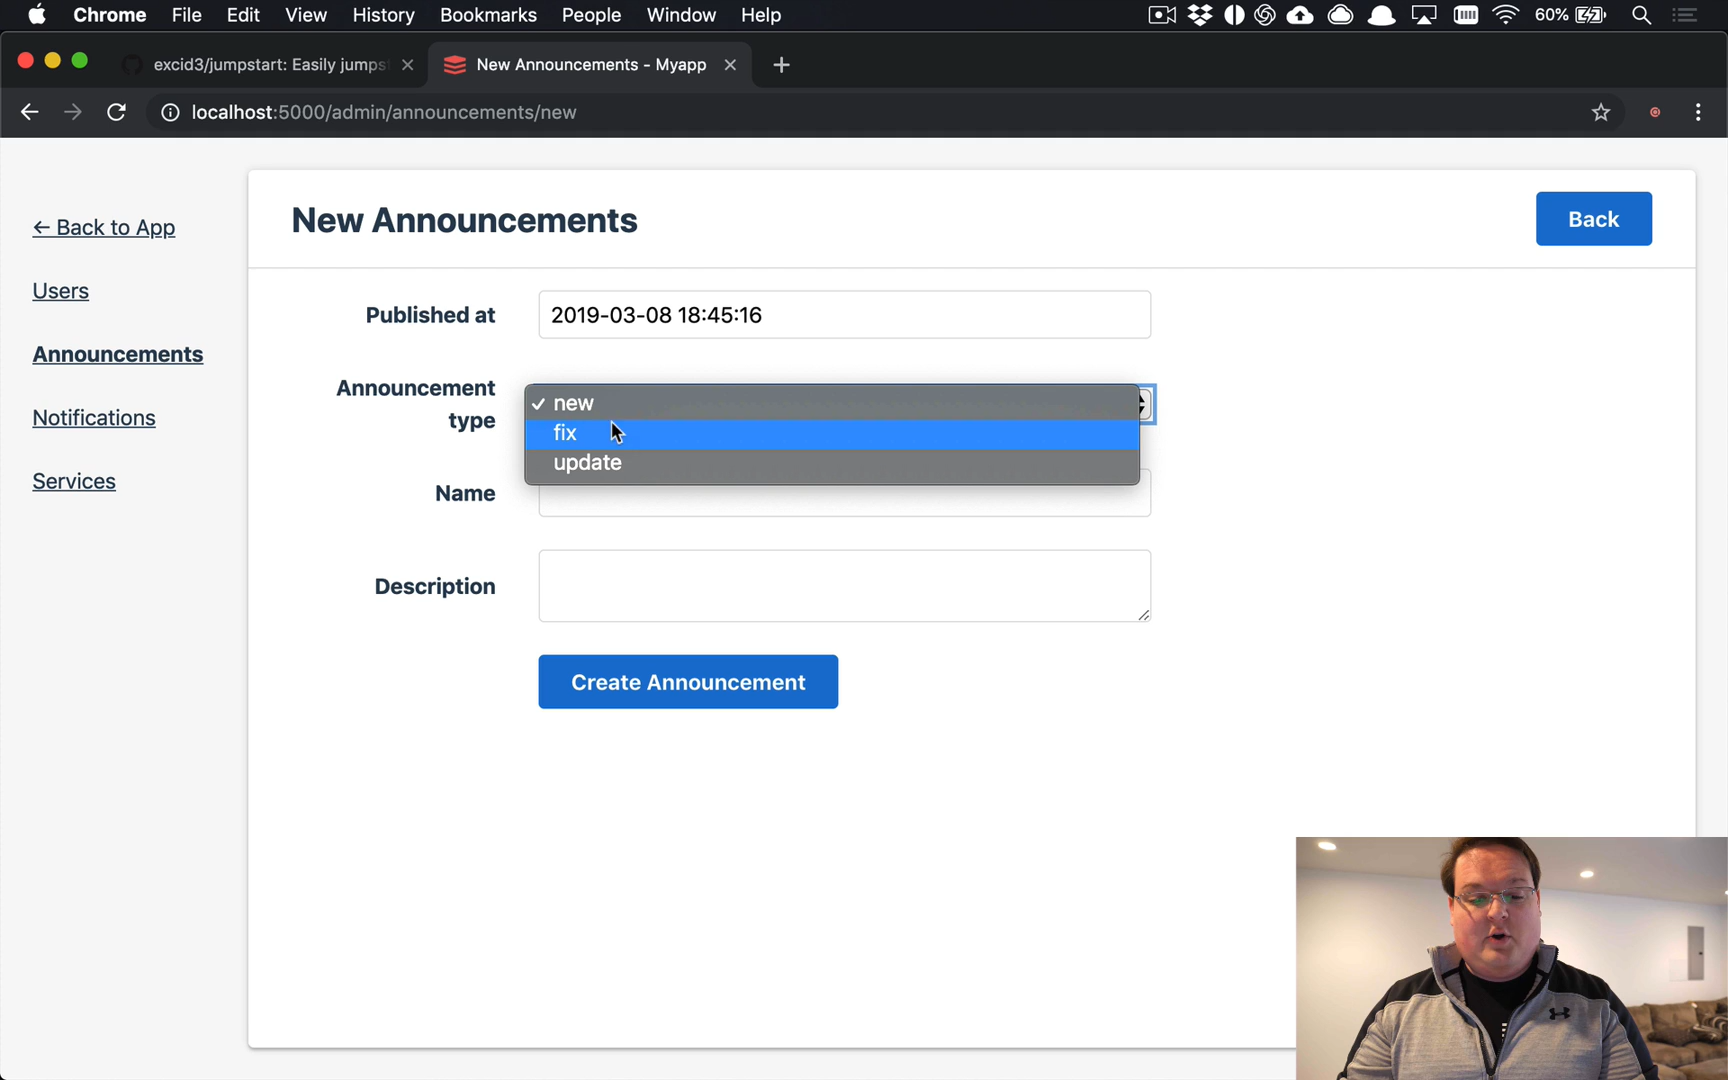 Chrome File Edit View History Bookmarks People Window Help 60%
excid3/jumpstart: Easily jumps New Announcements - Myapp
localhost:5000/admin/announcements/new
← Back to App
Users
Announcements
Notifications
Services
New Announcements
Back
Published at
2019-03-08 18:45:16
Announcement
type
✓ new
fix
update
Name
Description
Create Announcement